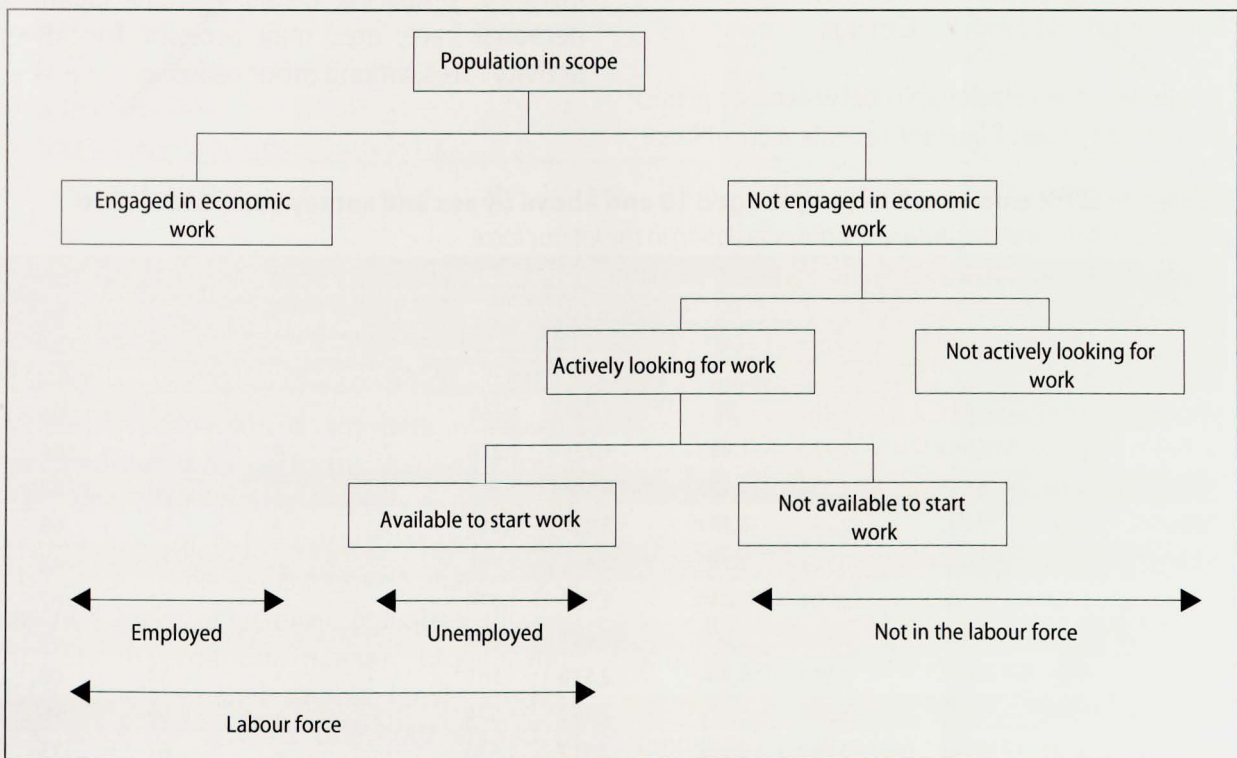 Population in scope
Engaged in economic
work
Not engaged in economic
work
Actively looking for work
Not actively looking for
work
Available to start work
Not available to start
work
Employed
Unemployed
Not in the labour force
Labour force